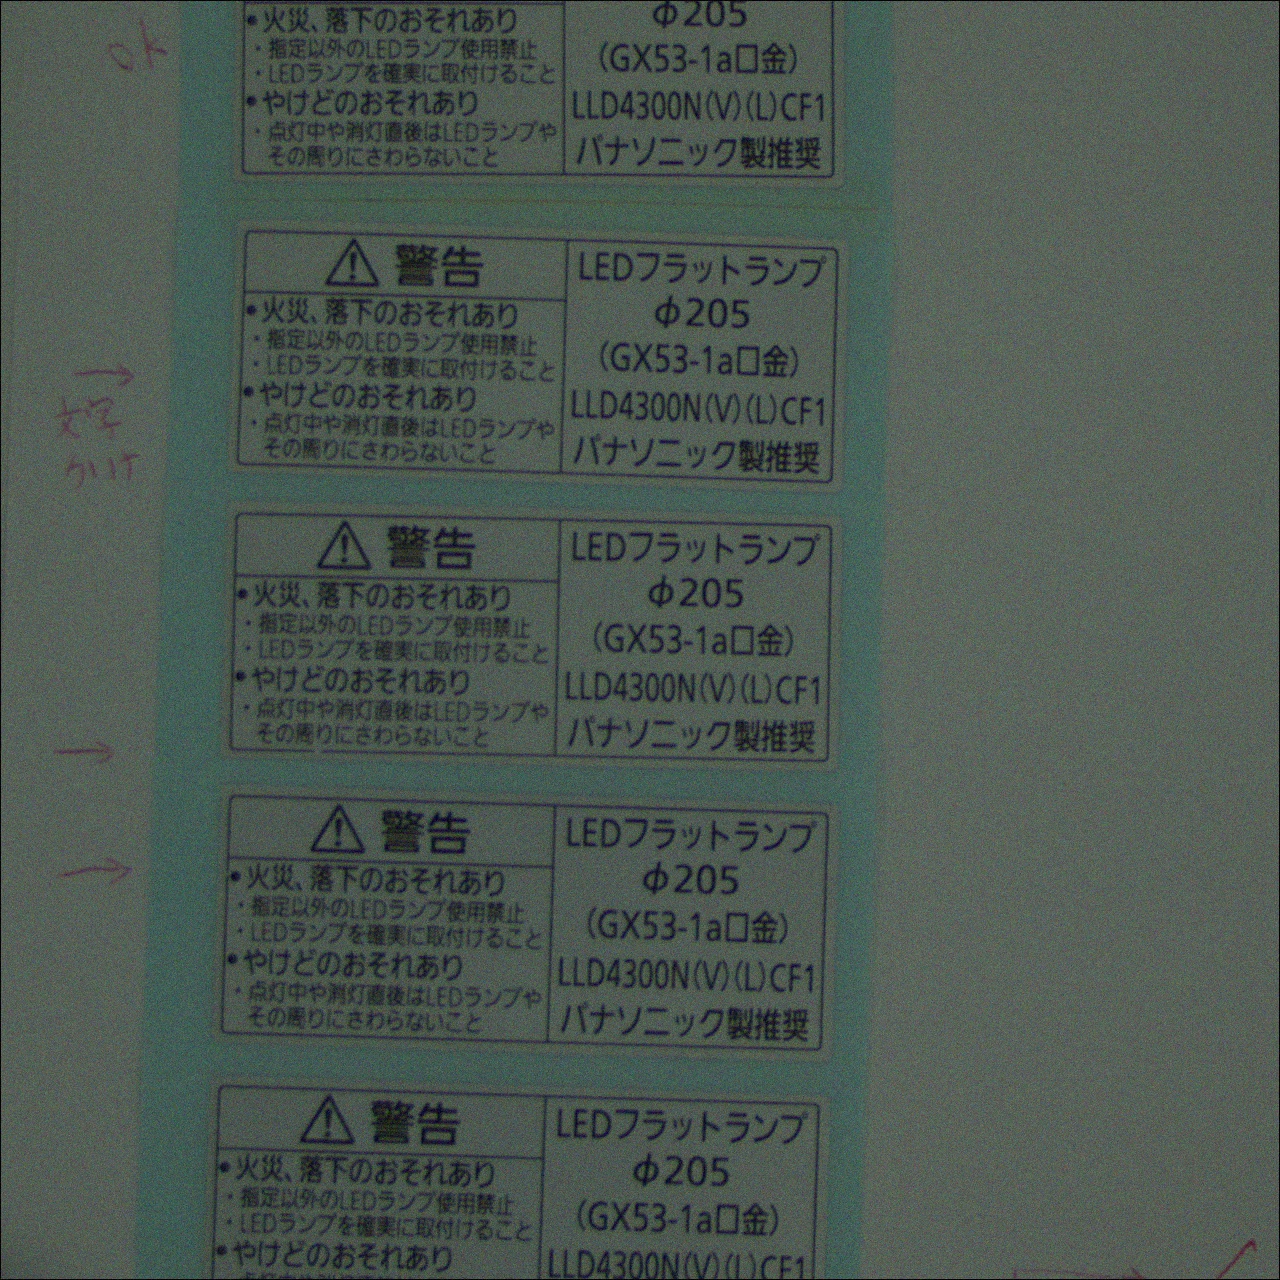 ok
●火災、落下のおそれあり
・指定以外のLEDランプ使用禁止
・LEDランプを確実に取付けること
●やけどのおそれあり
・点灯中や消灯直後はLEDランプや
その周りにさわらないこと
Φ205
(GX53-1a口金)
LLD4300N(V)(L)CF1
パナソニック製推奨
→
文字
カケ
⚠ 警告
●火災、落下のおそれあり
・指定以外のLEDランプ使用禁止
・LEDランプを確実に取付けること
●やけどのおそれあり
・点灯中や消灯直後はLEDランプや
その周りにさわらないこと
LEDフラットランプ
Φ205
(GX53-1a口金)
LLD4300N(V)(L)CF1
パナソニック製推奨
⚠ 警告
●火災、落下のおそれあり
・指定以外のLEDランプ使用禁止
・LEDランプを確実に取付けること
●やけどのおそれあり
・点灯中や消灯直後はLEDランプや
その周りにさわらないこと
LEDフラットランプ
Φ205
(GX53-1a口金)
LLD4300N(V)(L)CF1
パナソニック製推奨
→
⚠ 警告
●火災、落下のおそれあり
・指定以外のLEDランプ使用禁止
・LEDランプを確実に取付けること
●やけどのおそれあり
・点灯中や消灯直後はLEDランプや
その周りにさわらないこと
LEDフラットランプ
Φ205
(GX53-1a口金)
LLD4300N(V)(L)CF1
パナソニック製推奨
→
⚠ 警告
●火災、落下のおそれあり
・指定以外のLEDランプ使用禁止
・LEDランプを確実に取付けること
●やけどのおそれあり
・点灯中や消灯直後はLEDランプや
LEDフラットランプ
Φ205
(GX53-1a口金)
LLD4300N(V)(L)CF1